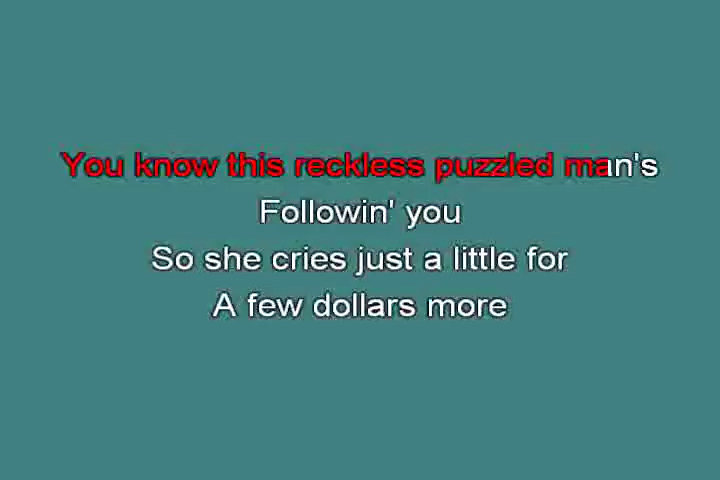 You know this reckless puzzled man's
Followin' you
So she cries just a little for
A few dollars more